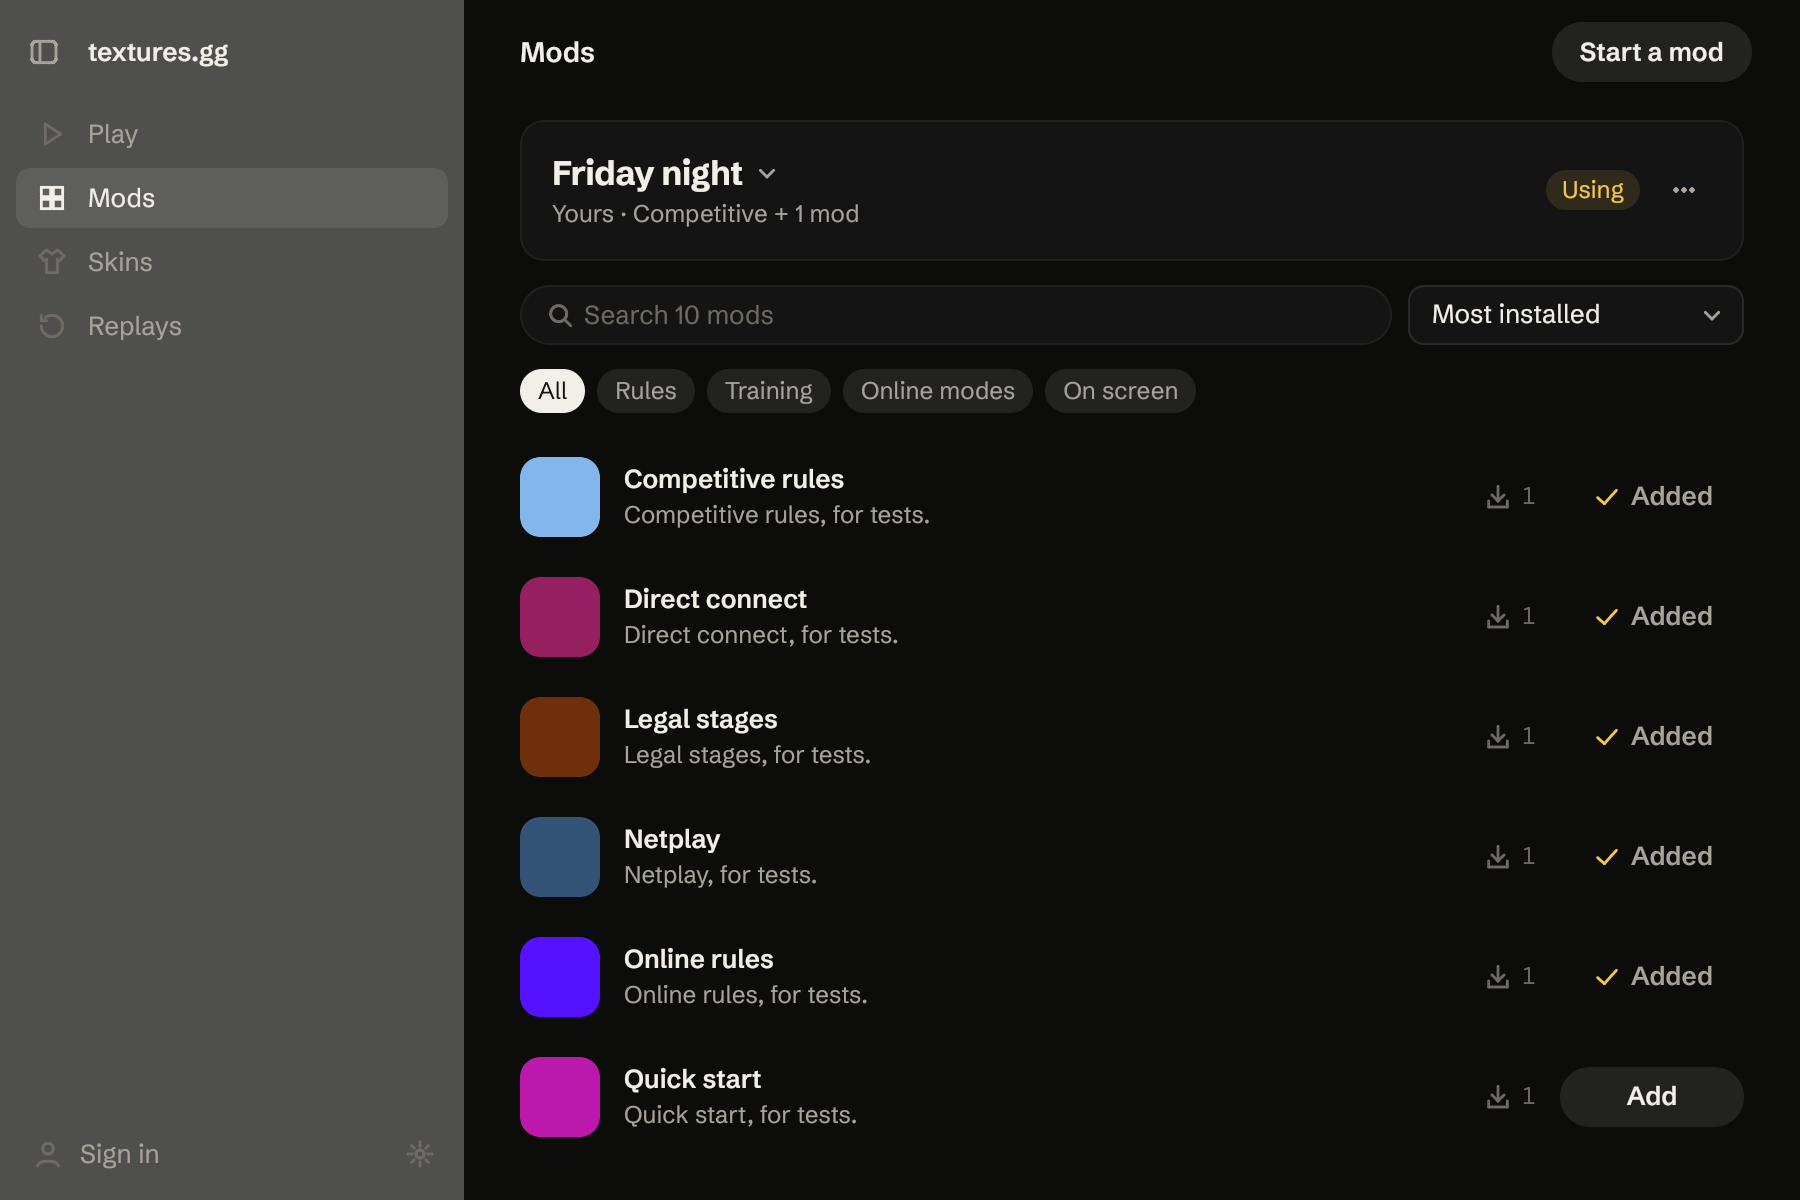 textures.gg
Play
Mods
Skins
Replays
Sign in
Mods
Start a mod
Friday night
Yours · Competitive + 1 mod
Using
Search 10 mods
Most installed
All
Rules
Training
Online modes
On screen
Competitive rules
Competitive rules, for tests.
1
Added
Direct connect
Direct connect, for tests.
1
Added
Legal stages
Legal stages, for tests.
1
Added
Netplay
Netplay, for tests.
1
Added
Online rules
Online rules, for tests.
1
Added
Quick start
Quick start, for tests.
1
Add